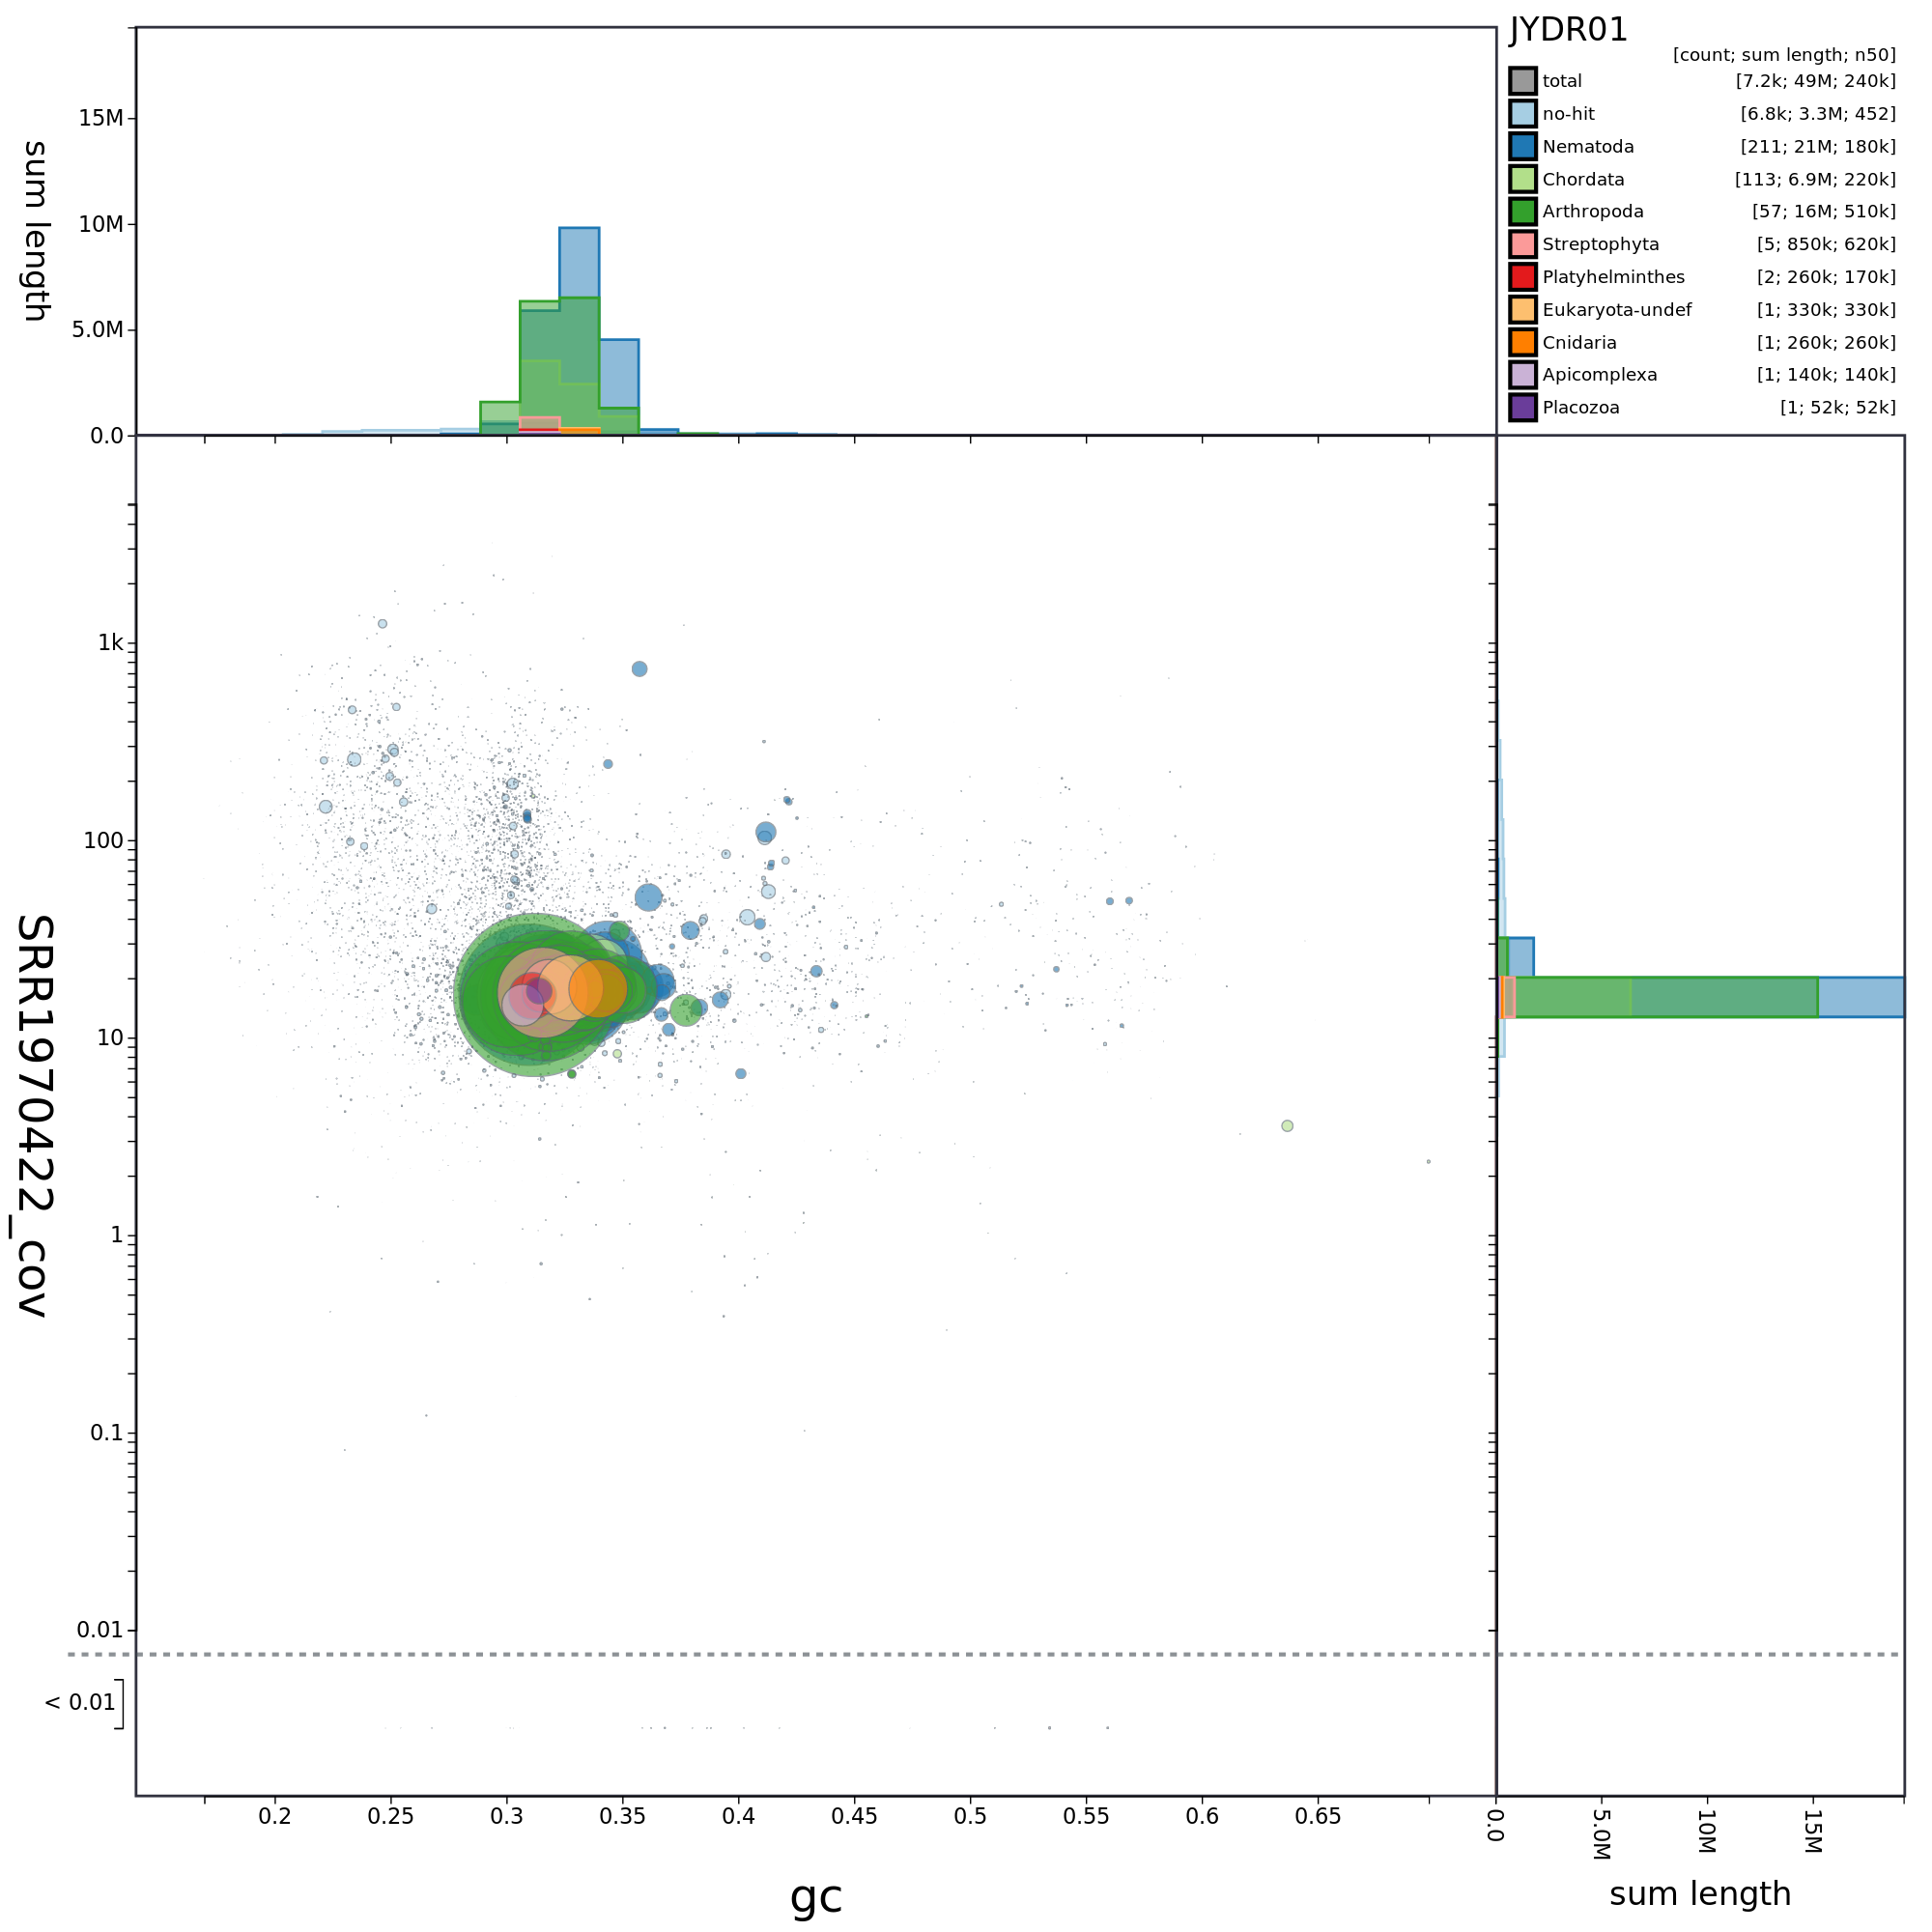 JYDR01
[count; sum length; n50]
total [7.2k; 49M; 240k]
no-hit [6.8k; 3.3M; 452]
Nematoda [211; 21M; 180k]
Chordata [113; 6.9M; 220k]
Arthropoda [57; 16M; 510k]
Streptophyta [5; 850k; 620k]
Platyhelminthes [2; 260k; 170k]
Eukaryota-undef [1; 330k; 330k]
Cnidaria [1; 260k; 260k]
Apicomplexa [1; 140k; 140k]
Placozoa [1; 52k; 52k]
sum length
15M
10M
5.0M
0.0
SRR1970422_cov
1k
100
10
1
0.1
0.01
< 0.01
0.2 0.25 0.3 0.35 0.4 0.45 0.5 0.55 0.6 0.65
gc
0.0
5.0M
10M
15M
sum length